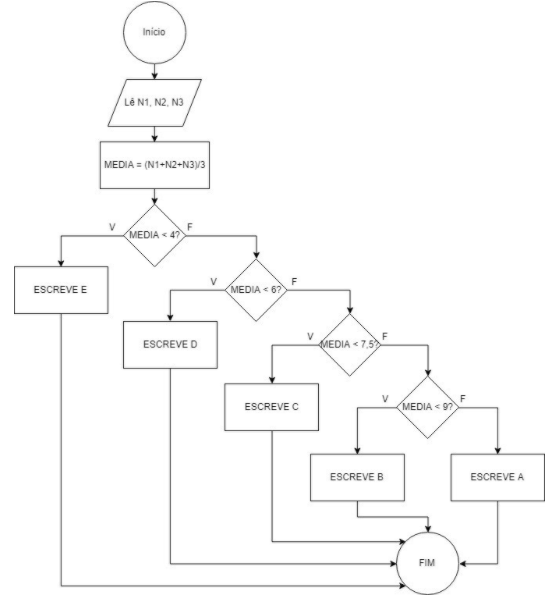 Início
Lê N1, N2, N3
MEDIA = (N1+N2+N3)/3
V
MEDIA < 4?
F
ESCREVE E
V
MEDIA < 6?
F
ESCREVE D
V
MEDIA < 7,5?
F
ESCREVE C
V
MEDIA < 9?
F
ESCREVE B
ESCREVE A
FIM